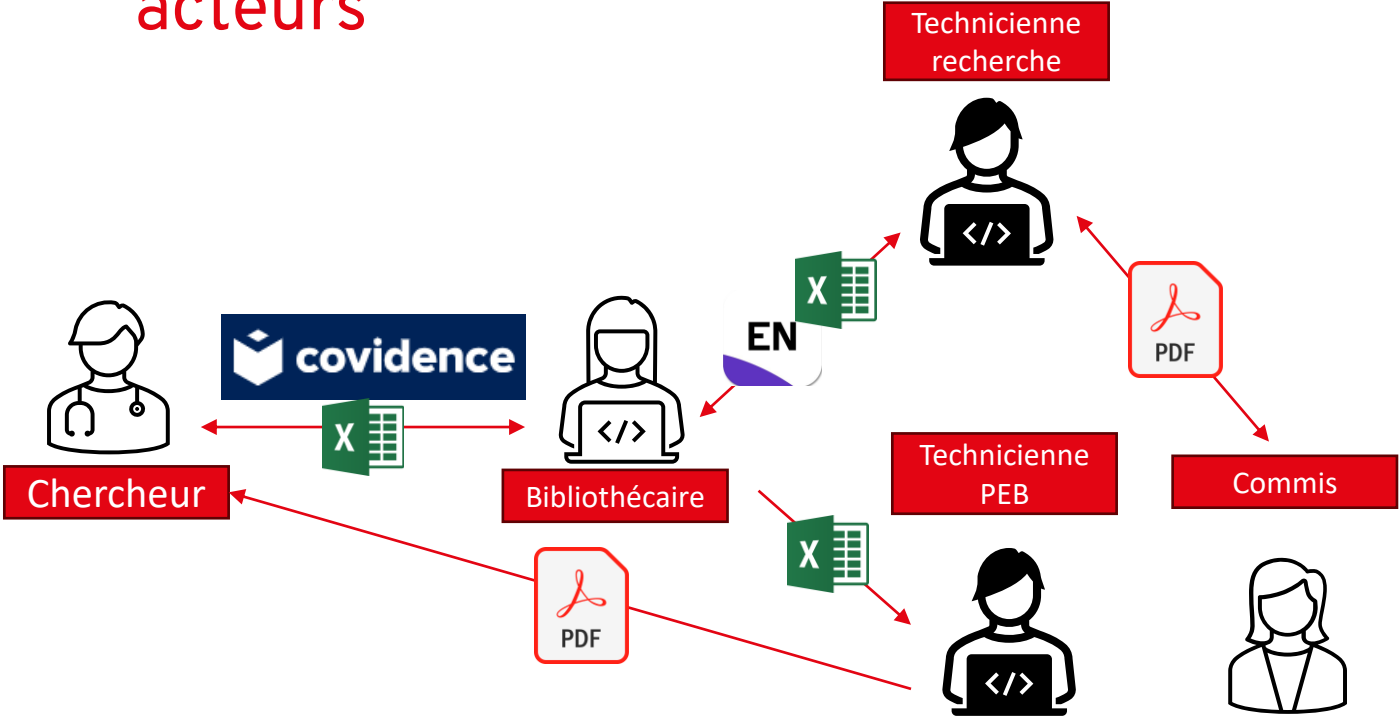 acteurs
Technicienne
recherche
</>
X
EN
PDF
covidence
</>
X
Chercheur
Bibliothécaire
Technicienne
PEB
Commis
X
PDF
</>